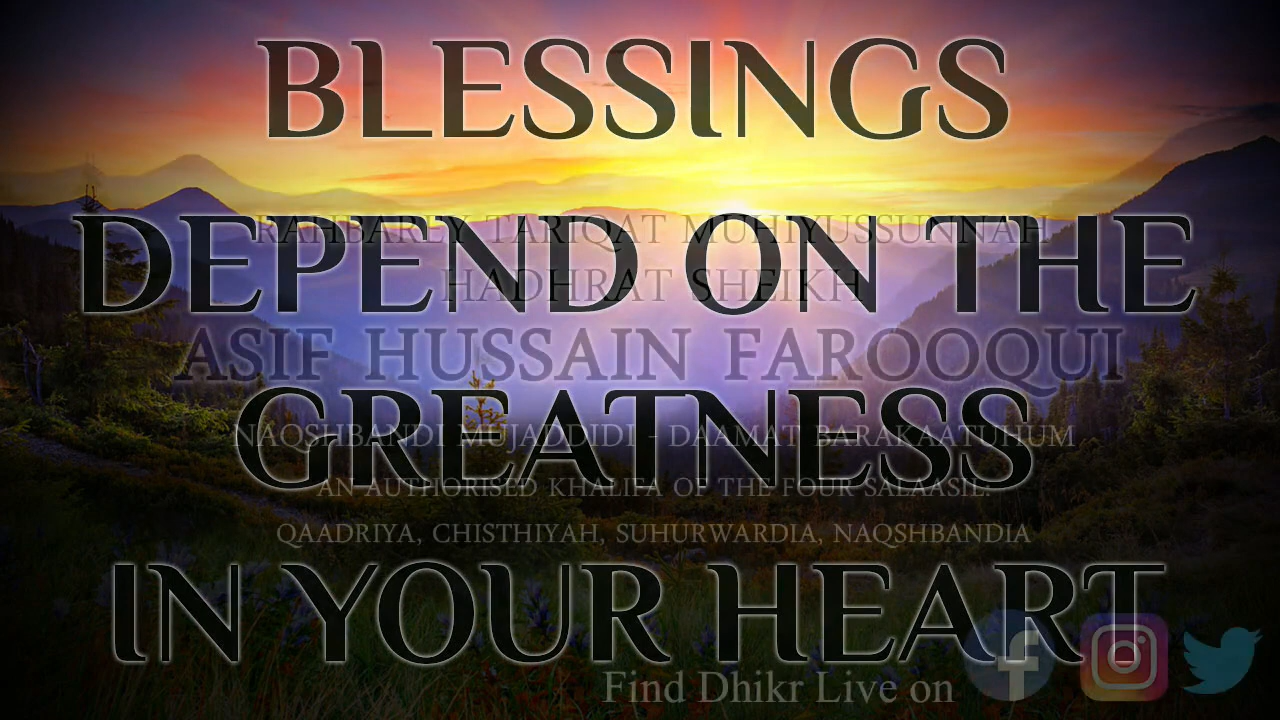 BLESSINGS
DEPEND ON THE
GREATNESS
IN YOUR HEART
RAHBAREY TARIQAT MUHIYUSSUNNAH
HADHRAT SHEIKH
ASIF HUSSAIN FAROOQUI
NAQSHBANDI MUJADDIDI - DAAMAT BARAKAATUHUM
AN AUTHORISED KHALIFA OF THE FOUR SALAASIL:
QAADRIYA, CHISTHIYAH, SUHURWARDIA, NAQSHBANDIA
Find Dhikr Live on